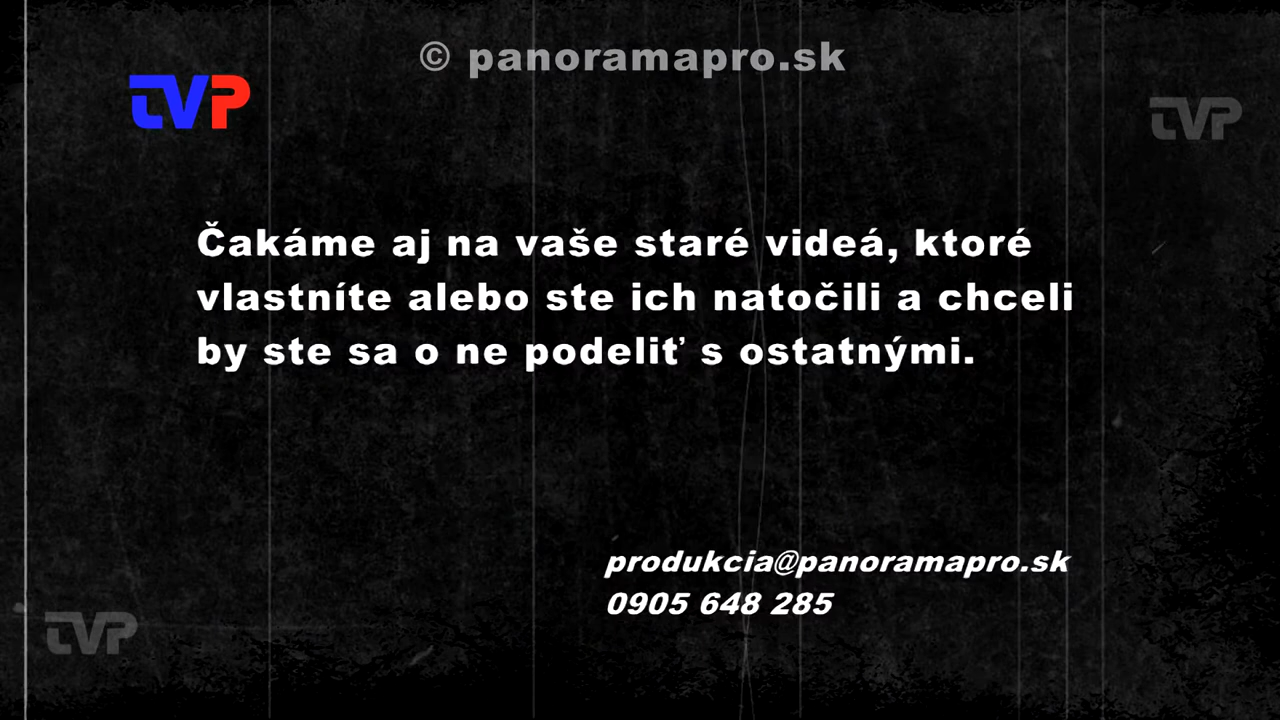 © panoramapro.sk
TVP
TVP
Čakáme aj na vaše staré videá, ktoré
vlastníte alebo ste ich natočili a chceli
by ste sa o ne podeliť s ostatnými.
produkcia@panoramapro.sk
0905 648 285
TVP